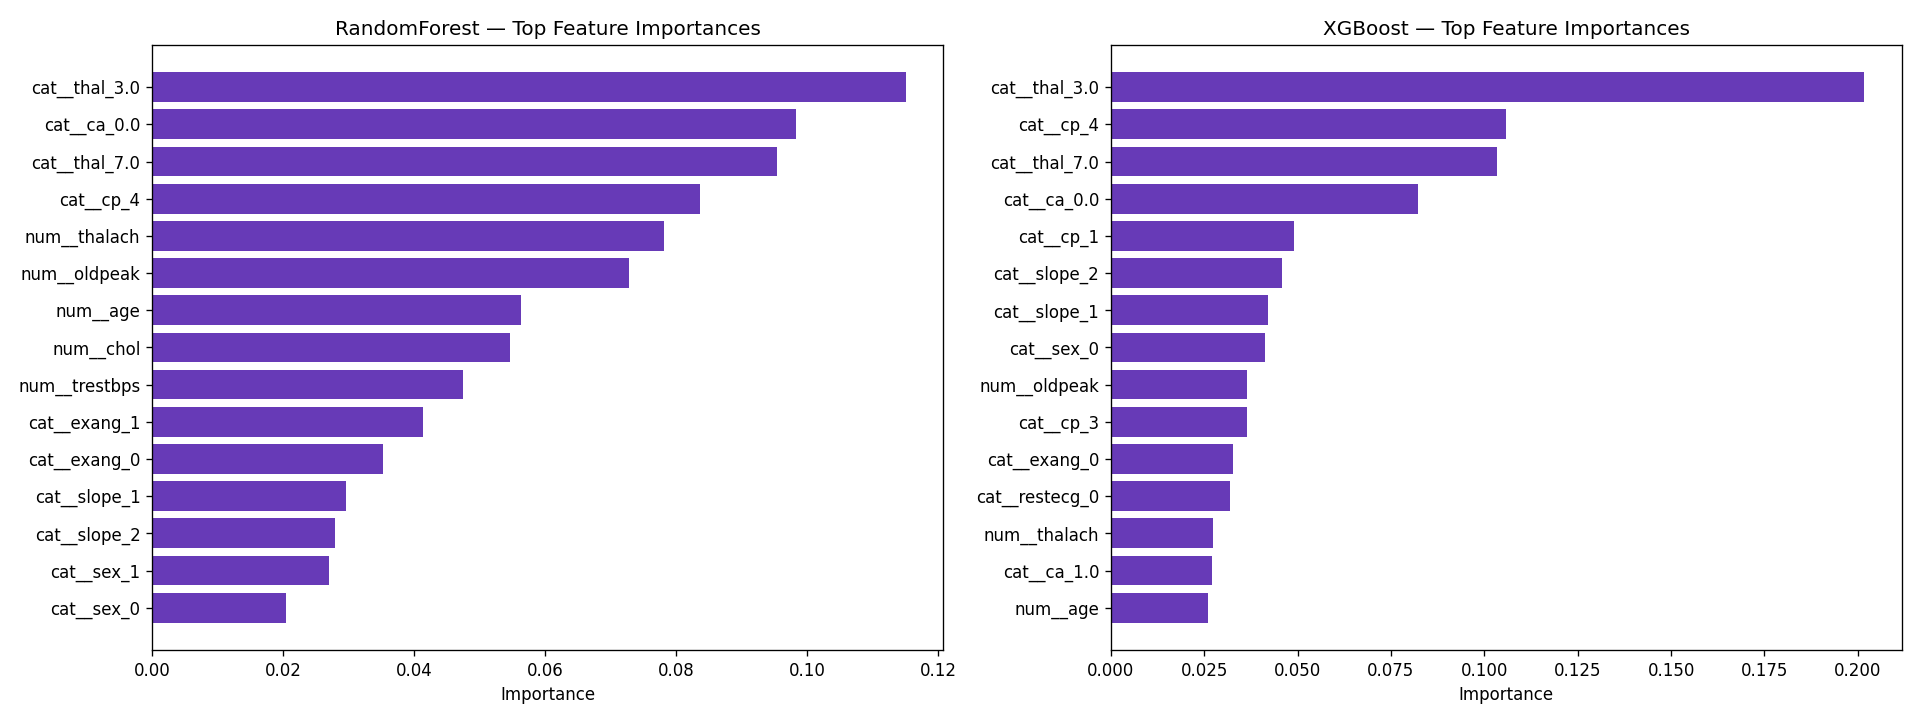 RandomForest — Top Feature Importances
cat__thal_3.0
cat__ca_0.0
cat__thal_7.0
cat__cp_4
num__thalach
num__oldpeak
num__age
num__chol
num__trestbps
cat__exang_1
cat__exang_0
cat__slope_1
cat__slope_2
cat__sex_1
cat__sex_0
0.00 0.02 0.04 0.06 0.08 0.10 0.12
Importance
XGBoost — Top Feature Importances
cat__thal_3.0
cat__cp_4
cat__thal_7.0
cat__ca_0.0
cat__cp_1
cat__slope_2
cat__slope_1
cat__sex_0
num__oldpeak
cat__cp_3
cat__exang_0
cat__restecg_0
num__thalach
cat__ca_1.0
num__age
0.000 0.025 0.050 0.075 0.100 0.125 0.150 0.175 0.200
Importance